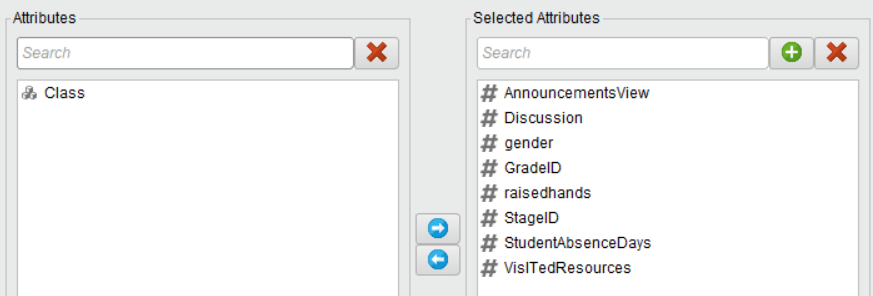 Attributes
Search
Class
Selected Attributes
Search
# AnnouncementsView
# Discussion
# gender
# GradeID
# raisedhands
# StageID
# StudentAbsenceDays
# VisITedResources